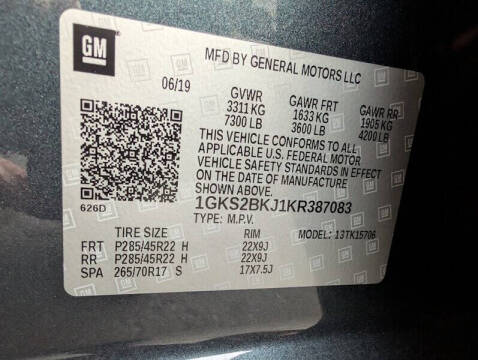 GM
MFD BY GENERAL MOTORS LLC
06/19 GVWR GAWR FRT GAWR RR
3311 KG 1633 KG 1905 KG
7300 LB 3600 LB 4200 LB
THIS VEHICLE CONFORMS TO ALL
APPLICABLE U.S. FEDERAL MOTOR
VEHICLE SAFETY STANDARDS IN EFFECT
ON THE DATE OF MANUFACTURE
SHOWN ABOVE.
1GKS2BKJ1KR387083
626D TYPE: M.P.V. MODEL: 13TK15706
TIRE SIZE RIM
FRT P285/45R22 H 22X9J
RR P285/45R22 H 22X9J
SPA 265/70R17 S 17X7.5J